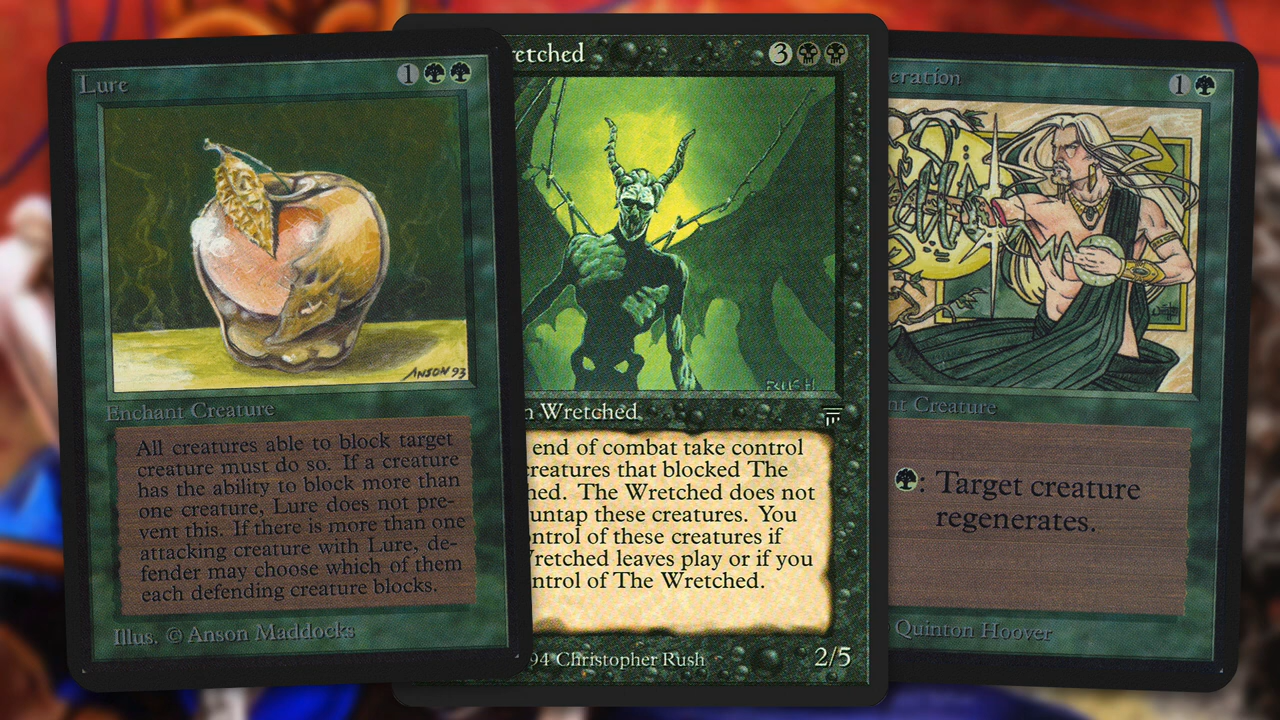 Lure 1
ANSON 93
Enchant Creature
All creatures able to block target
creature must do so. If a creature
has the ability to block more than
one creature, Lure does not pre-
vent this. If there is more than one
attacking creature with Lure, de-
fender may choose which of them
each defending creature blocks.
Illus. © Anson Maddocks
retched 3
RUSH
n Wretched
end of combat take control
creatures that blocked The
hed. The Wretched does not
untap these creatures. You
ntrol of these creatures if
Wretched leaves play or if you
ntrol of The Wretched.
94 Christopher Rush 2/5
eration 1
nt Creature
: Target creature
regenerates.
Quinton Hoover